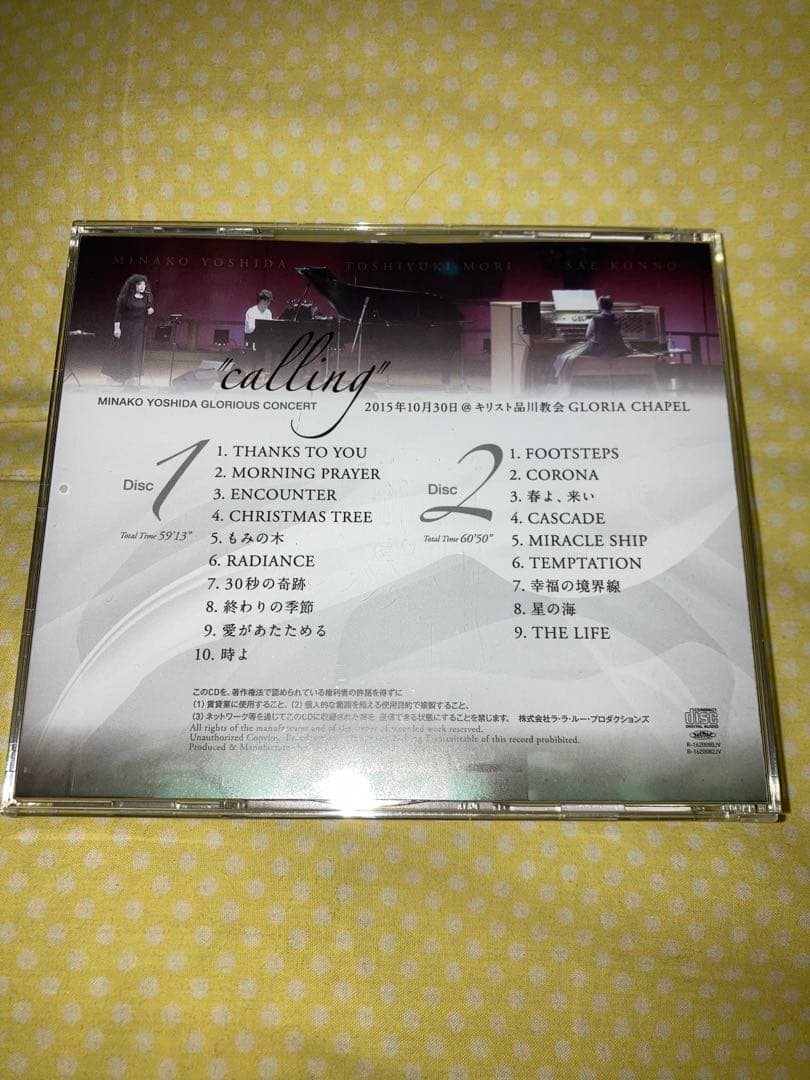 MINAKO YOSHIDA TOSHIYUKI MORI SAE KONNO
"calling"
MINAKO YOSHIDA GLORIOUS CONCERT
2015年10月30日@キリスト品川教会 GLORIA CHAPEL
Disc 1
Total Time 59'13"
1. THANKS TO YOU
2. MORNING PRAYER
3. ENCOUNTER
4. CHRISTMAS TREE
5. もみの木
6. RADIANCE
7. 30秒の奇跡
8. 終わりの季節
9. 愛があたためる
10. 時よ
Disc 2
Total Time 60'50"
1. FOOTSTEPS
2. CORONA
3. 春よ、来い
4. CASCADE
5. MIRACLE SHIP
6. TEMPTATION
7. 幸福の境界線
8. 星の海
9. THE LIFE
このCDを、著作権法で認められている権利者の許諾を得ずに
(1) 賃貸業に使用すること、(2) 個人的な範囲を超える使用目的で複製すること、
(3) ネットワーク等を通じてこのCDに収録された音を、送信できる状態にすることを禁じます。 株式会社ラ・ラ・ルー・プロダクションズ
All rights of the manufacturer and of the owner of recorded work reserved.
Unauthorized of this record prohibited.
Produced & Manufactur
COMPACT
disc
DIGITAL AUDIO
R-1620080JV
R-1620082JV